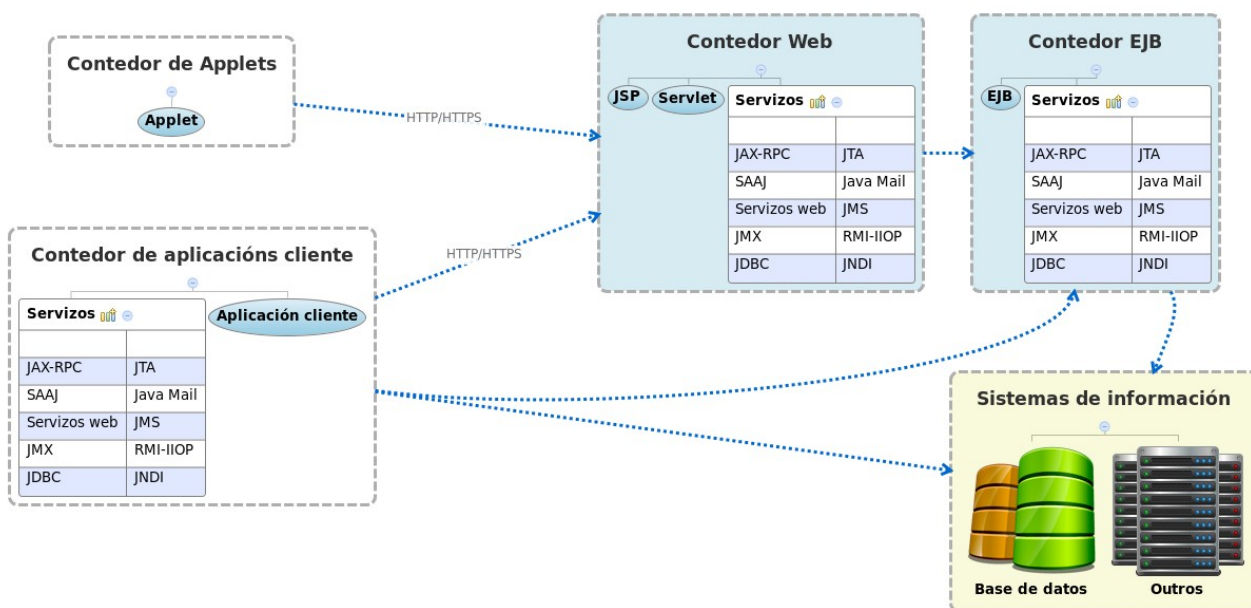 Contedor de Applets
Applet
HTTP/HTTPS
Contedor Web
JSP
Servlet
Servizos
JAX-RPC JTA
SAAJ Java Mail
Servizos web JMS
JMX RMI-IIOP
JDBC JNDI
Contedor EJB
EJB
Servizos
JAX-RPC JTA
SAAJ Java Mail
Servizos web JMS
JMX RMI-IIOP
JDBC JNDI
Contedor de aplicacións cliente
HTTP/HTTPS
Servizos
Aplicación cliente
JAX-RPC JTA
SAAJ Java Mail
Servizos web JMS
JMX RMI-IIOP
JDBC JNDI
Sistemas de información
Base de datos
Outros